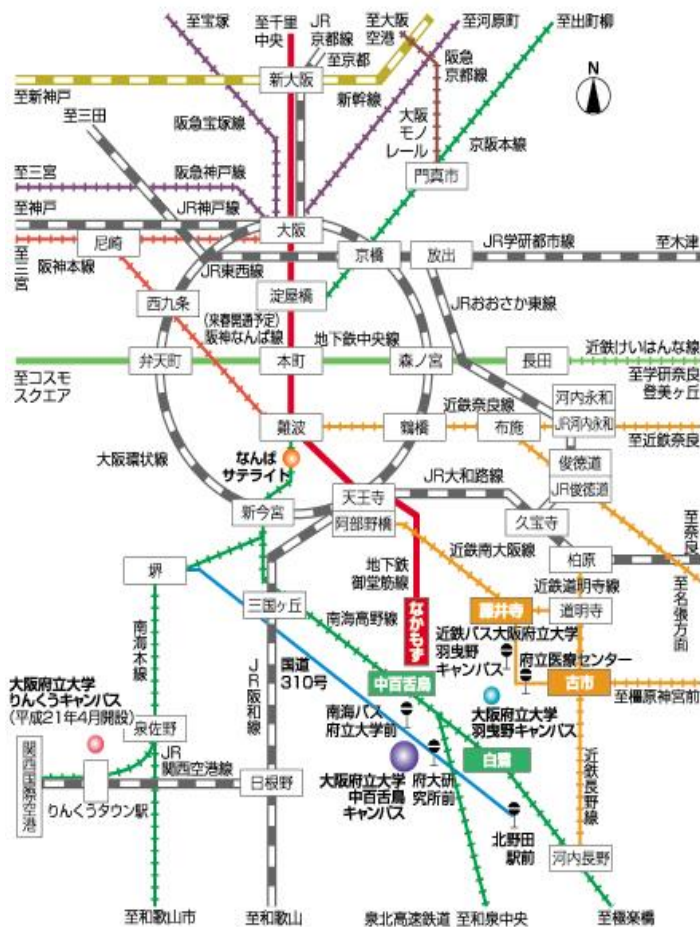 至宝塚
至千里
中央
JR
京都線
至京都
至大阪
空港
至河原町
至出町柳
阪急
京都線
N
新大阪
至新神戸
新幹線
至三田
阪急宝塚線
大阪
モノ
レール
京阪本線
門真市
至三宮
阪急神戸線
至神戸
JR神戸線
大阪
尼崎
京橋
放出
JR学研都市線
至木津
至三宮
阪神本線
JR東西線
淀屋橋
JRおおさか東線
西九条
(来春開通予定)
阪神なんば線
地下鉄中央線
弁天町
本町
森ノ宮
長田
近鉄けいはんな線
至コスモ
スクエア
至学研奈良
登美ヶ丘
河内永和
JR河内永和
近鉄奈良線
難波
鶴橋
布施
至近鉄奈良
なんば
サテライト
大阪環状線
俊徳道
JR俊徳道
JR大和路線
天王寺
阿部野橋
新今宮
久宝寺
至奈良
柏原
近鉄南大阪線
堺
地下鉄
御堂筋線
近鉄道明寺線
至名張方面
三国ヶ丘
南海高野線
なかもず
藤井寺
道明寺
近鉄バス大阪府立大学
羽曳野
キャンパス
府立医療センター
南海本線
JR阪和線
国道
310号
中百舌鳥
古市
至橿原神宮前
大阪府立大学
りんくうキャンパス
(平成21年4月開設)
南海バス
府立大学前
大阪府立大学
羽曳野キャンパス
泉佐野
白鷺
近鉄長野線
関西国際空港
JR
関西空港線
りんくうタウン駅
日根野
大阪府立大学
中百舌鳥
キャンパス
府大研
究所前
北野田
駅前
河内長野
至和歌山市
至和歌山
泉北高速鉄道
至和泉中央
至極楽橋